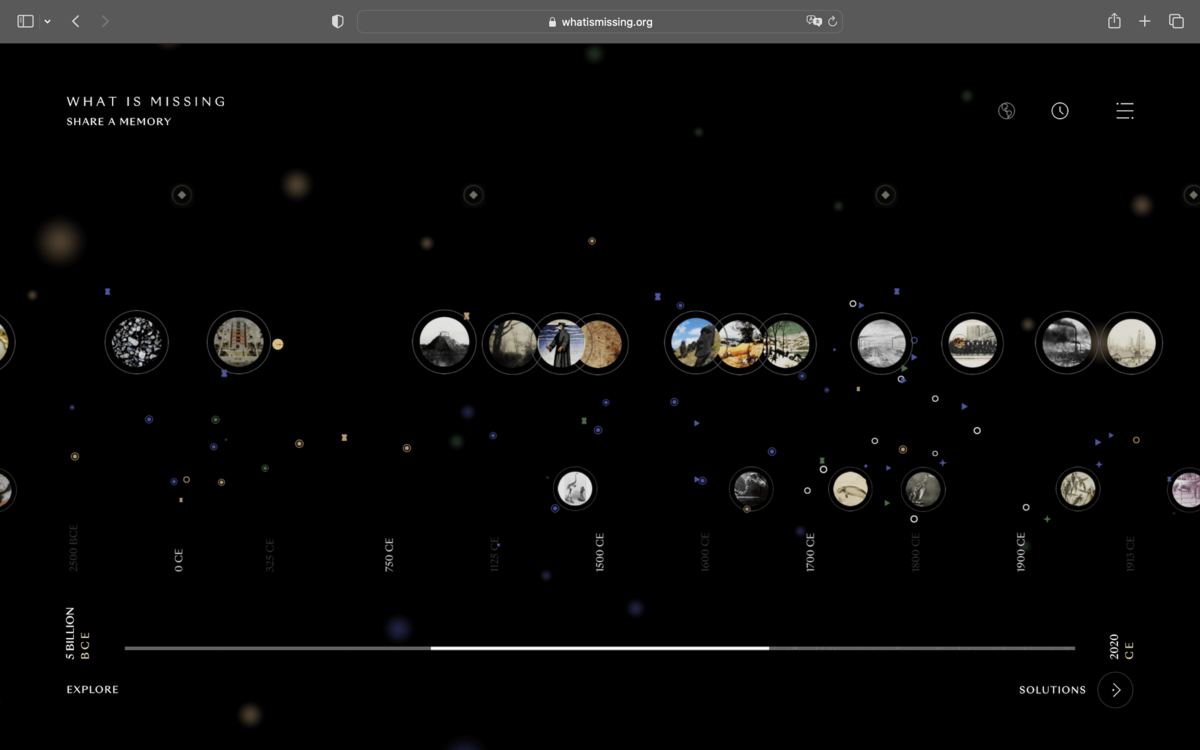 whatismissing.org
WHAT IS MISSING
SHARE A MEMORY
2500 BCE
0 CE
325 CE
750 CE
1125 CE
1500 CE
1600 CE
1700 CE
1800 CE
1900 CE
1913 CE
5 BILLION
BCE
2020
CE
EXPLORE
SOLUTIONS